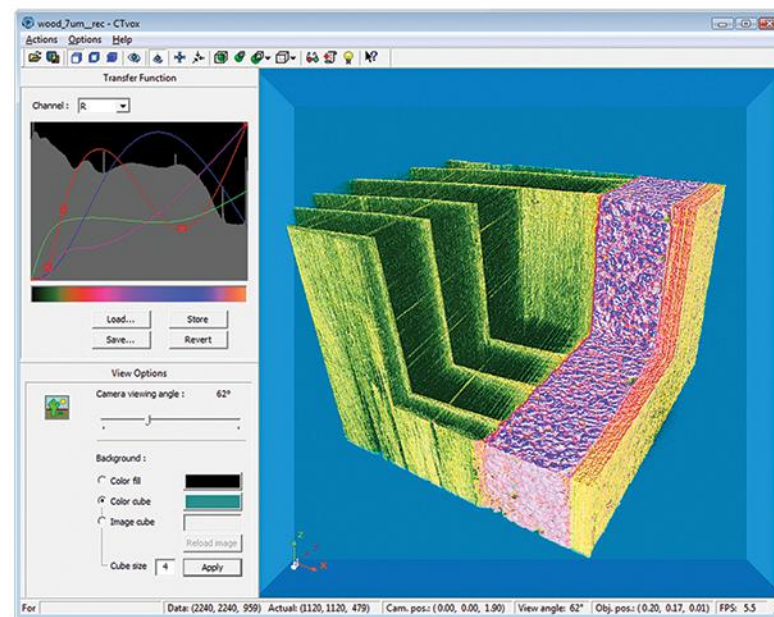 wood_7um__rec - CTvox
Actions Options Help
Transfer Function
Channel : R
Load... Store
Save... Revert
View Options
Camera viewing angle : 62°
Background :
Color fill
Color cube
Image cube
Reload image
Cube size 4 Apply
Z
X
For Data: (2240, 2240, 959) Actual: (1120, 1120, 479) Cam. pos.: ( 0.00, 0.00, 1.90) View angle: 62° Obj. pos.: ( 0.20, 0.17, 0.01) FPS: 5.5